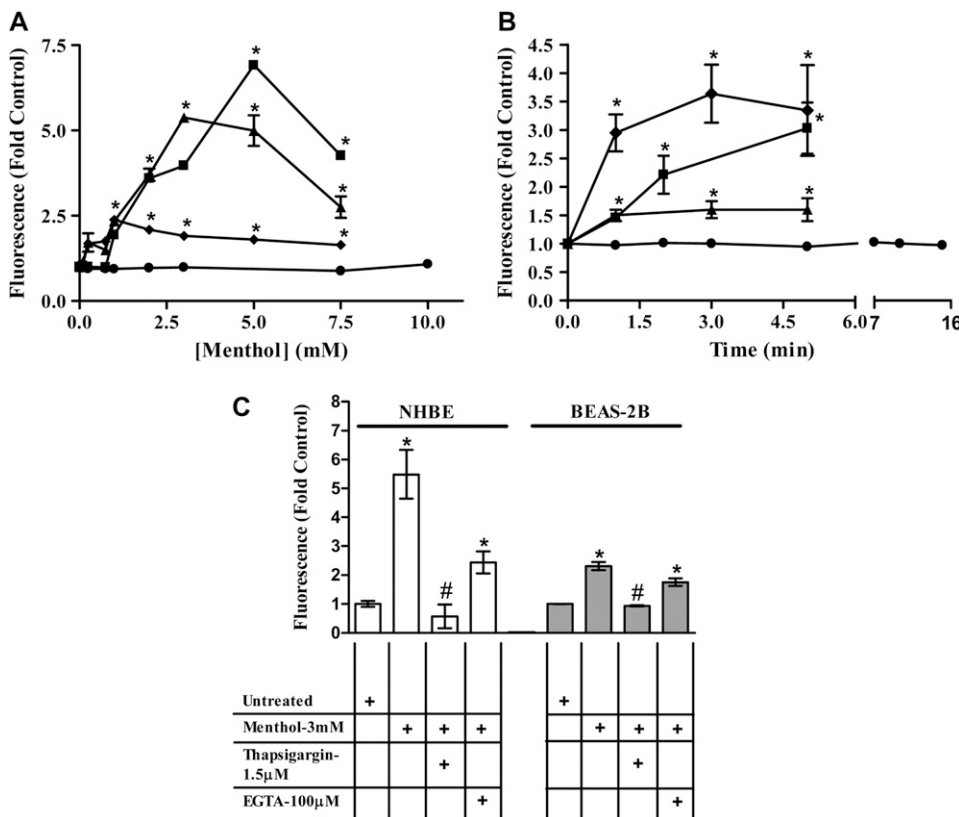 A
Fluorescence (Fold Control)
7.5
5.0
2.5
0.0
* * * * * * * * * * * *
0.0 2.5 5.0 7.5 10.0
[Menthol] (mM)
B
Fluorescence (Fold Control)
4.5
4.0
3.5
3.0
2.5
2.0
1.5
1.0
0.5
0.0
* * * * * * * *
0.0 1.5 3.0 4.5 6.0 7 16
Time (min)
C
NHBE BEAS-2B
Fluorescence (Fold Control)
8
7
6
5
4
3
2
1
0
* # * * # *
Untreated + +
Menthol-3mM + + + + + +
Thapsigargin-
1.5μM + +
EGTA-100μM + +